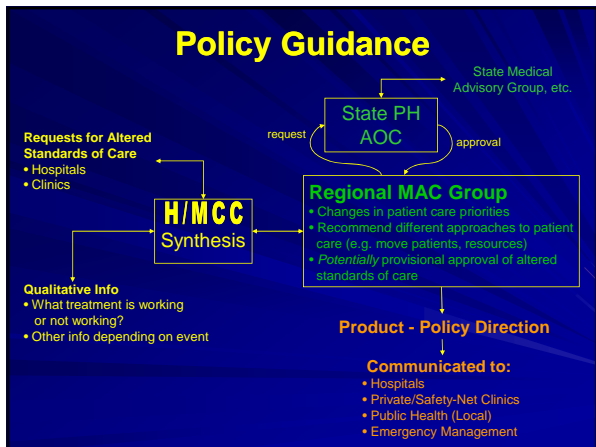 Policy Guidance
State Medical
Advisory Group, etc.
State PH
AOC
request
approval
Requests for Altered
Standards of Care
• Hospitals
• Clinics
H/MCC
Synthesis
Regional MAC Group
• Changes in patient care priorities
• Recommend different approaches to patient
care (e.g. move patients, resources)
• Potentially provisional approval of altered
standards of care
Qualitative Info
• What treatment is working
or not working?
• Other info depending on event
Product - Policy Direction
Communicated to:
• Hospitals
• Private/Safety-Net Clinics
• Public Health (Local)
• Emergency Management